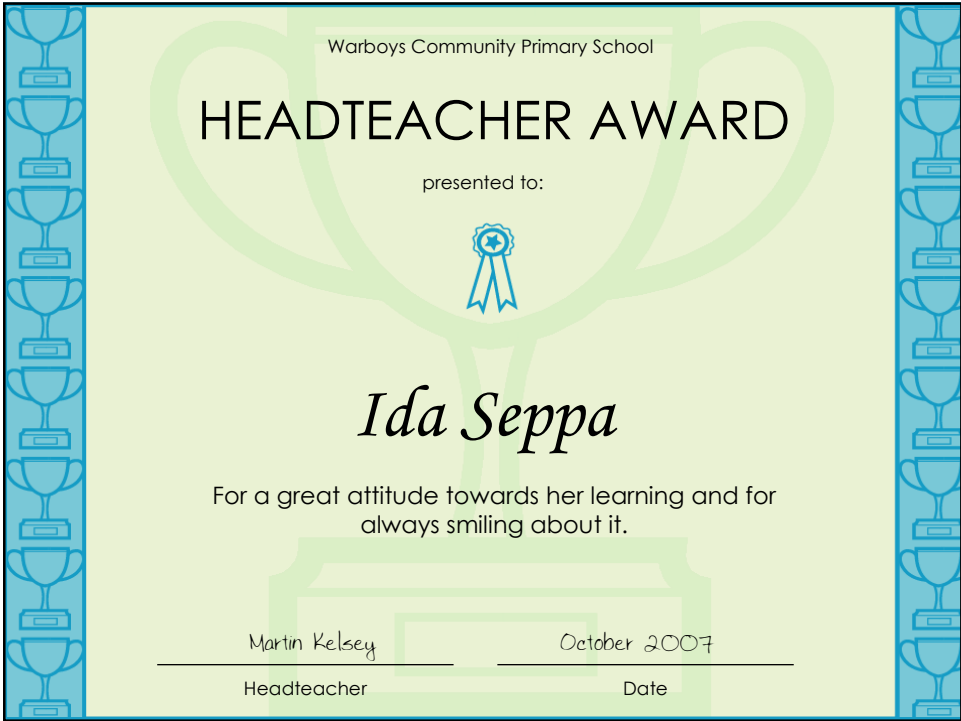 Warboys Community Primary School
HEADTEACHER AWARD
presented to:
Ida Seppa
For a great attitude towards her learning and for
always smiling about it.
Martin Kelsey
October 2007
Headteacher
Date